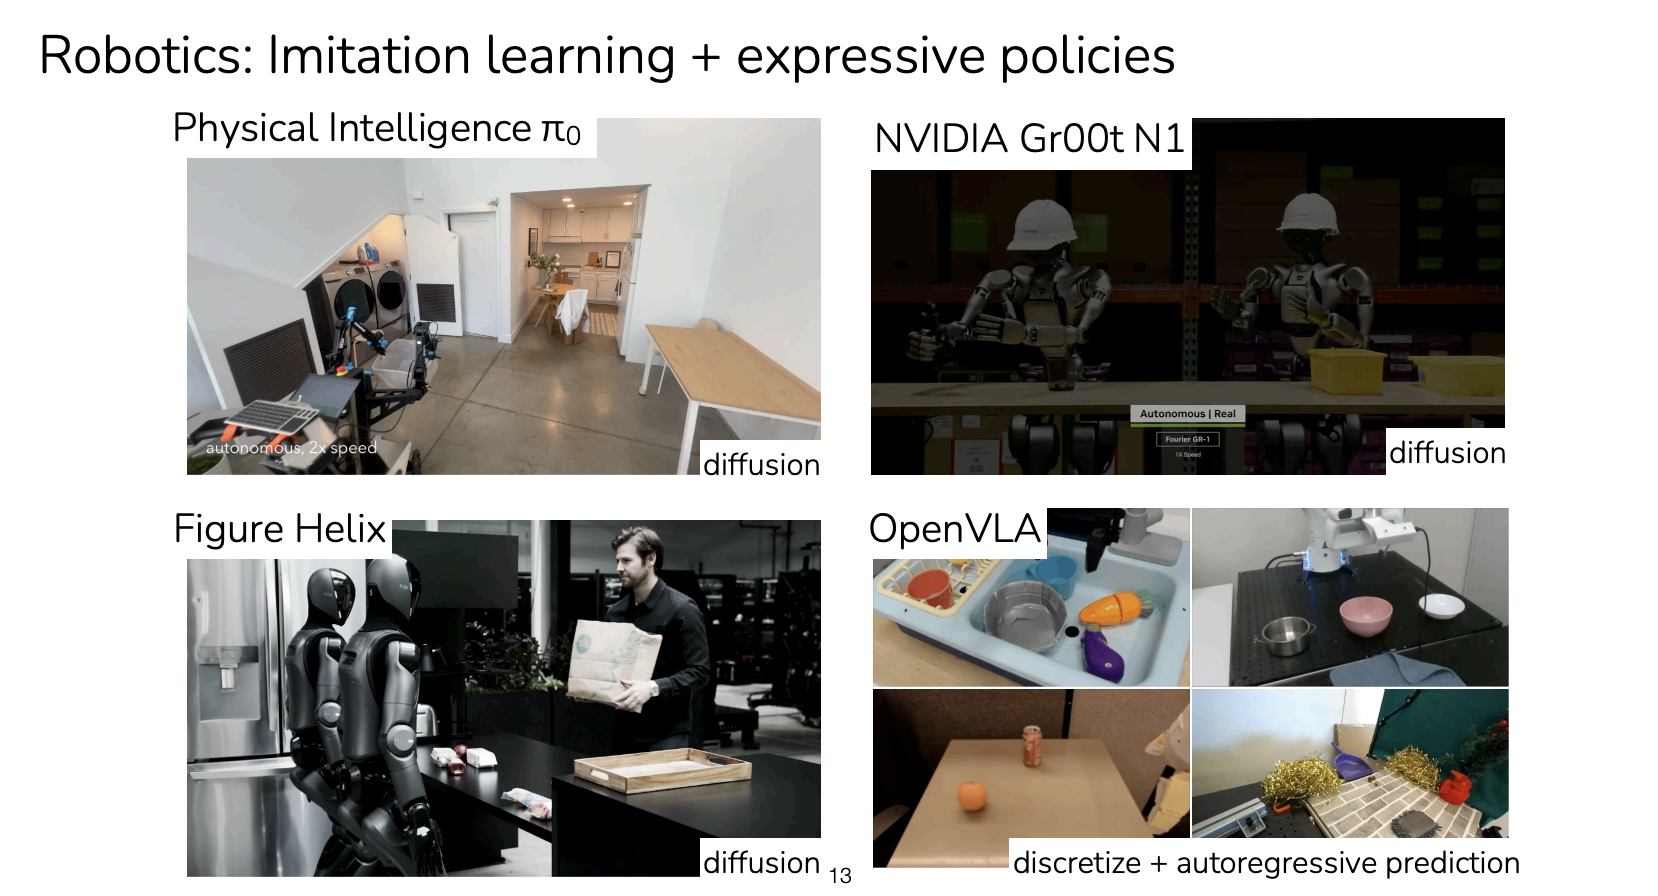 Robotics: Imitation learning + expressive policies
Physical Intelligence π₀
autonomous, 2x speed
diffusion
NVIDIA Gr00t N1
Autonomous | Real
Fourier GR-1
1X Speed
diffusion
Figure Helix
diffusion
OpenVLA
discretize + autoregressive prediction
13